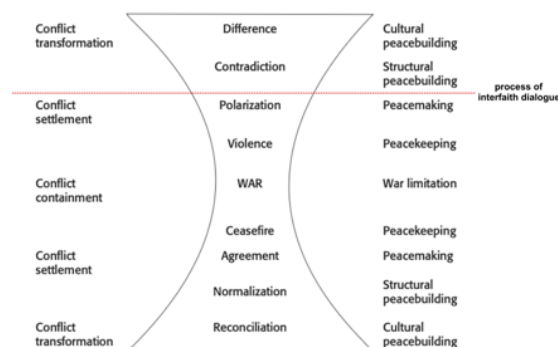 Conflict
transformation
Difference
Cultural
peacebuilding
Contradiction
Structural
peacebuilding
process of
interfaith dialogue
Conflict
settlement
Polarization
Peacemaking
Violence
Peacekeeping
Conflict
containment
WAR
War limitation
Ceasefire
Peacekeeping
Conflict
settlement
Agreement
Peacemaking
Normalization
Structural
peacebuilding
Conflict
transformation
Reconciliation
Cultural
peacebuilding